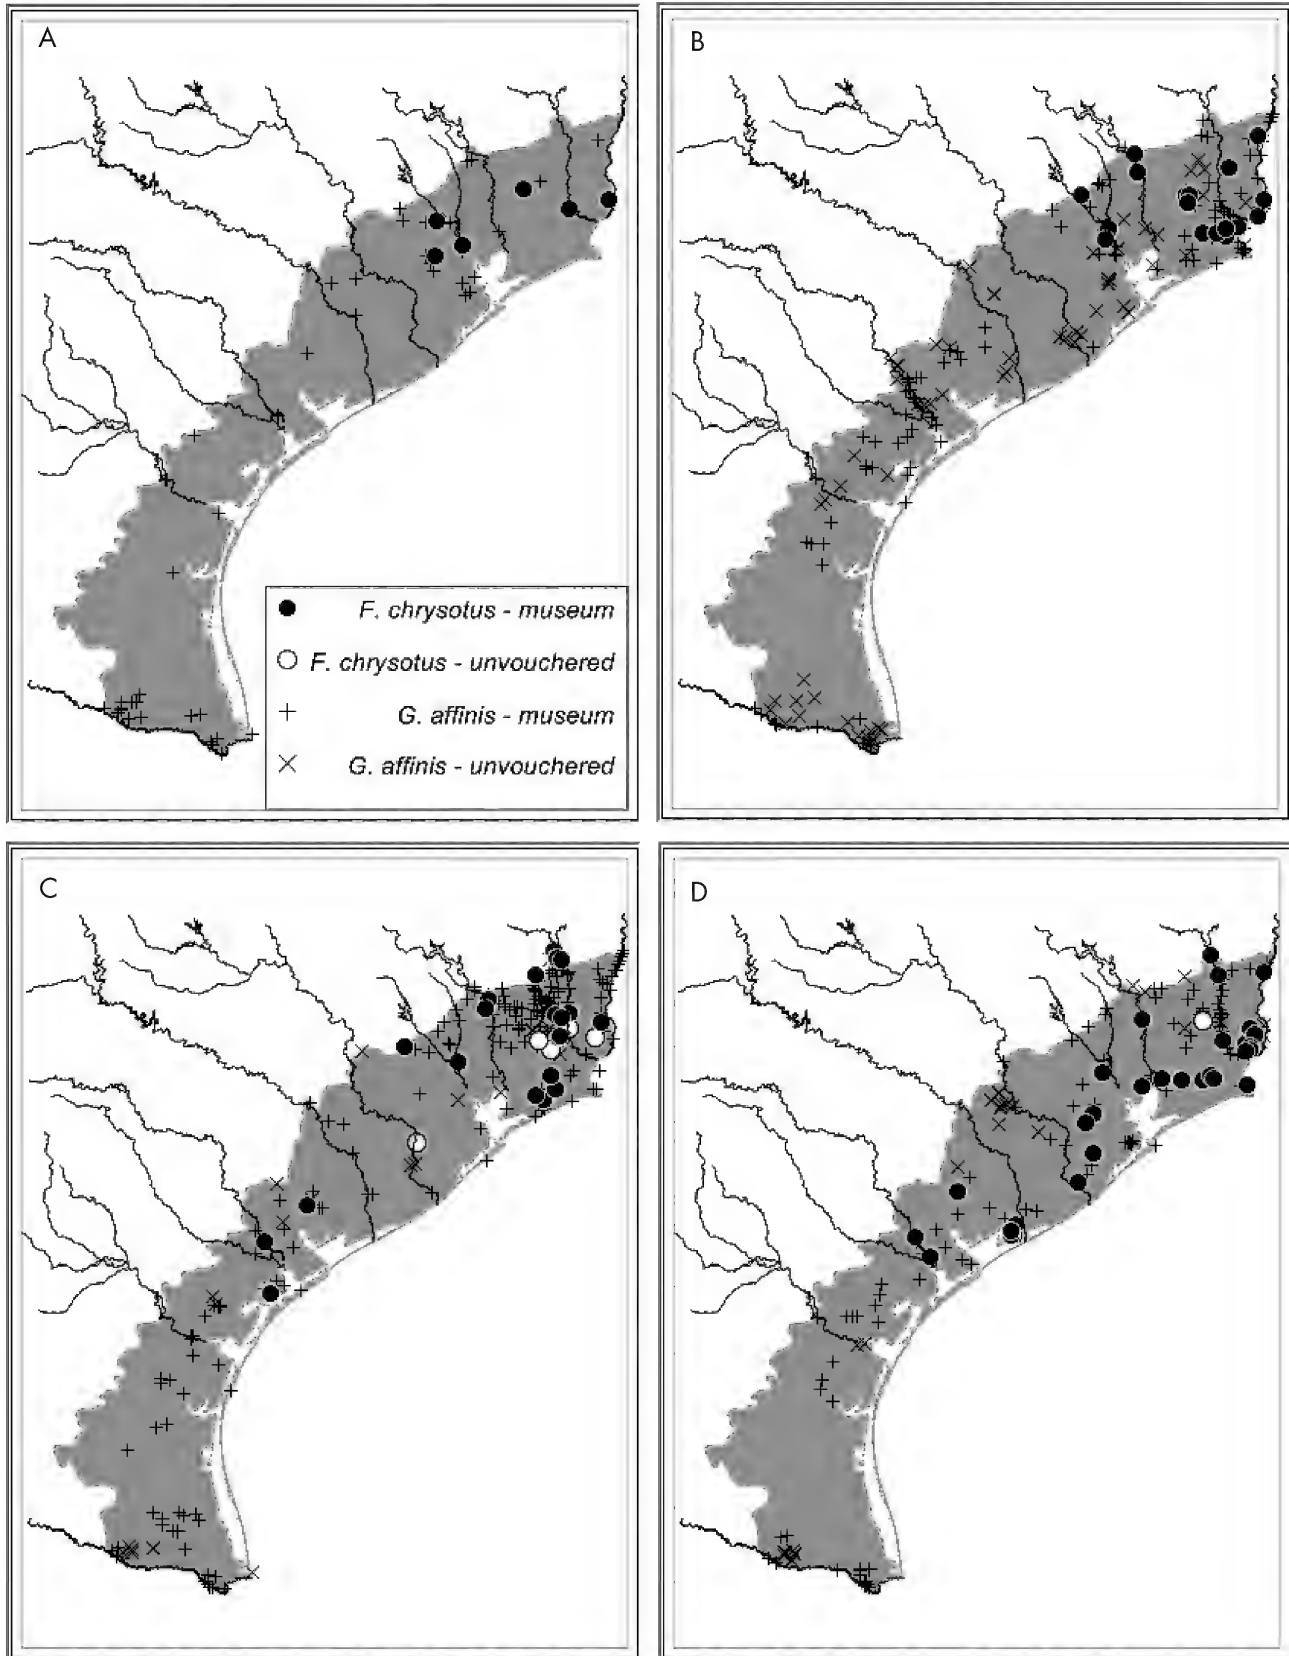 A
B
F. chrysotus - museum
F. chrysotus - unvouchered
G. affinis - museum
G. affinis - unvouchered
C
D